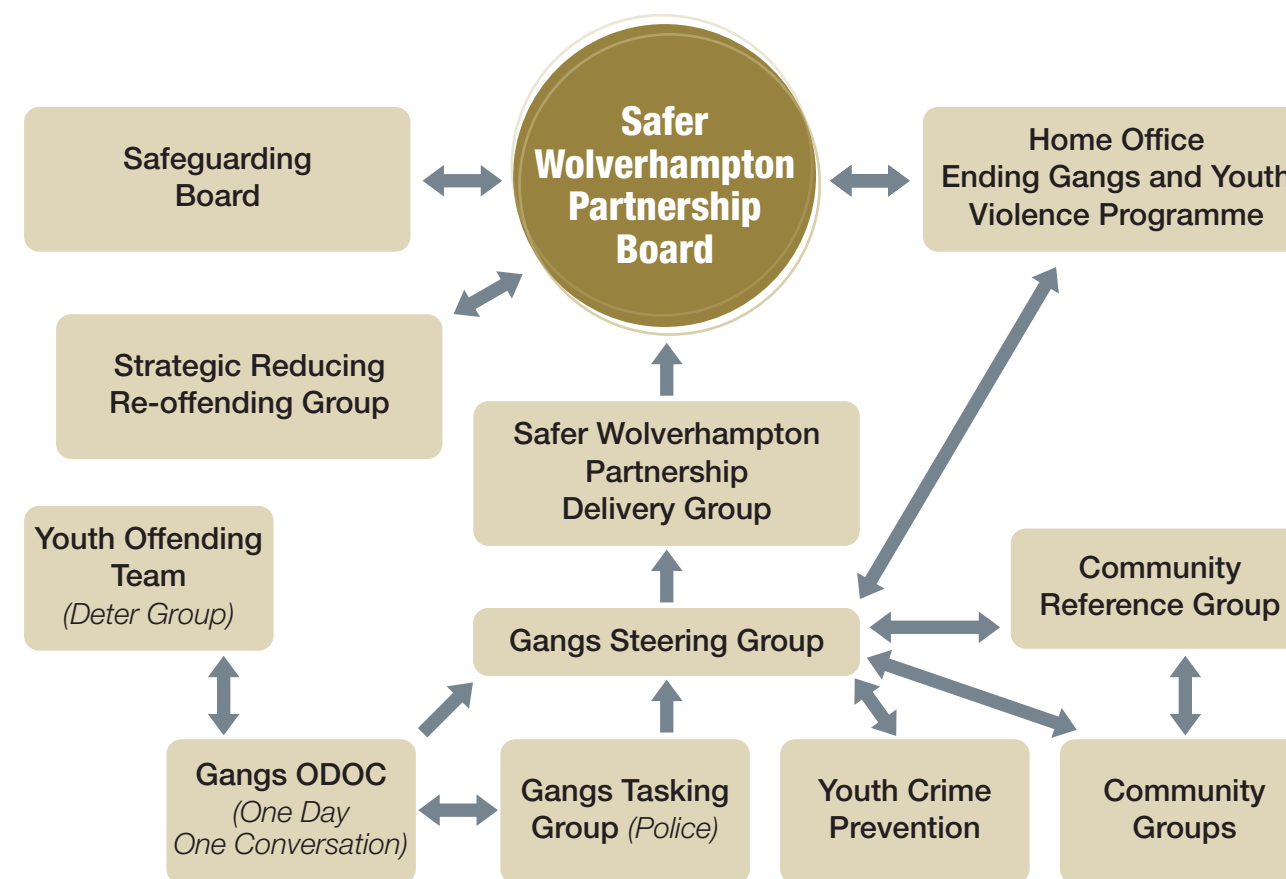 Safer
Wolverhampton
Partnership
Board
Safeguarding
Board
Home Office
Ending Gangs and Youth
Violence Programme
Strategic Reducing
Re-offending Group
Safer Wolverhampton
Partnership
Delivery Group
Youth Offending
Team
(Deter Group)
Community
Reference Group
Gangs Steering Group
Gangs ODOC
(One Day
One Conversation)
Gangs Tasking
Group (Police)
Youth Crime
Prevention
Community
Groups